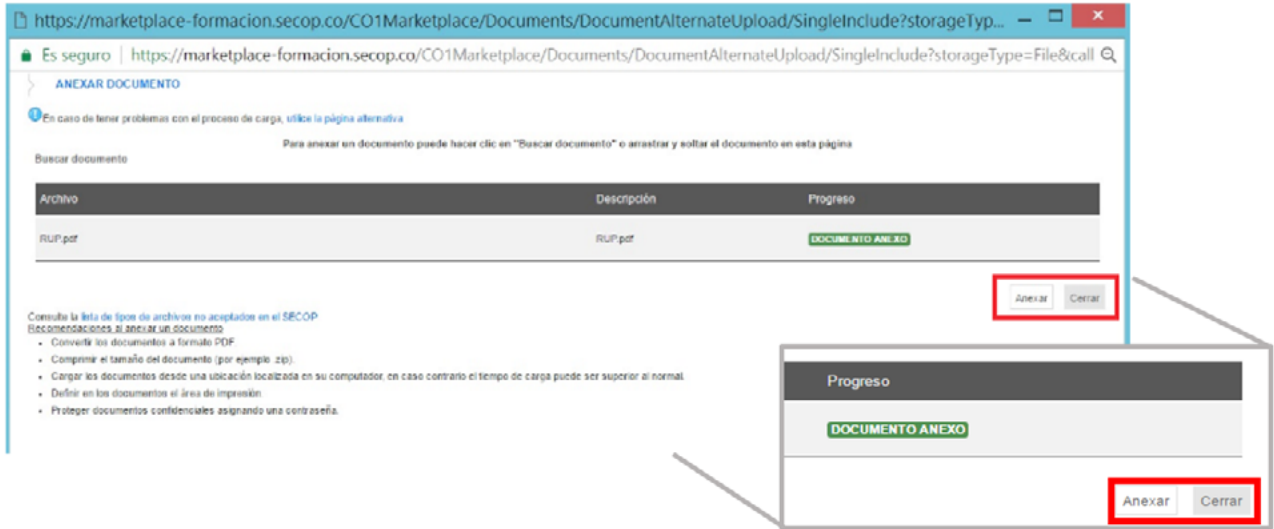 https://marketplace-formacion.secop.co/CO1Marketplace/Documents/DocumentAlternateUpload/SingleInclude?storageTyp...
Es seguro | https://marketplace-formacion.secop.co/CO1Marketplace/Documents/DocumentAlternateUpload/SingleInclude?storageType=File&call
ANEXAR DOCUMENTO
En caso de tener problemas con el proceso de carga, utilice la página alternativa
Para anexar un documento puede hacer clic en "Buscar documento" o arrastrar y soltar el documento en esta página
Buscar documento
Archivo Descripción Progreso
RUP.pdf RUP.pdf DOCUMENTO ANEXO
Anexar Cerrar
Consulte la lista de tipos de archivos no aceptados en el SECOP
Recomendaciones al anexar un documento
• Convertir los documentos a formato PDF
• Comprimir el tamaño del documento (por ejemplo .zip).
• Cargar los documentos desde una ubicación localizada en su computador, en caso contrario el tiempo de carga puede ser superior al normal.
• Definir en los documentos el área de impresión.
• Proteger documentos confidenciales asignando una contraseña.
Progreso
DOCUMENTO ANEXO
Anexar Cerrar